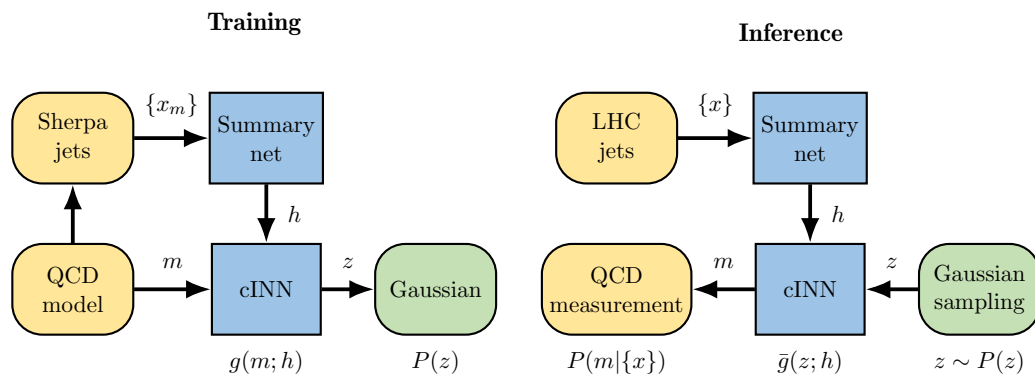 Training
{x_m}
Sherpa
jets
Summary
net
h
QCD
model
m
cINN
z
Gaussian
g(m; h)
P(z)
Inference
{x}
LHC
jets
Summary
net
h
QCD
measurement
m
cINN
z
Gaussian
sampling
P(m|{x})
ḡ(z; h)
z ∼ P(z)